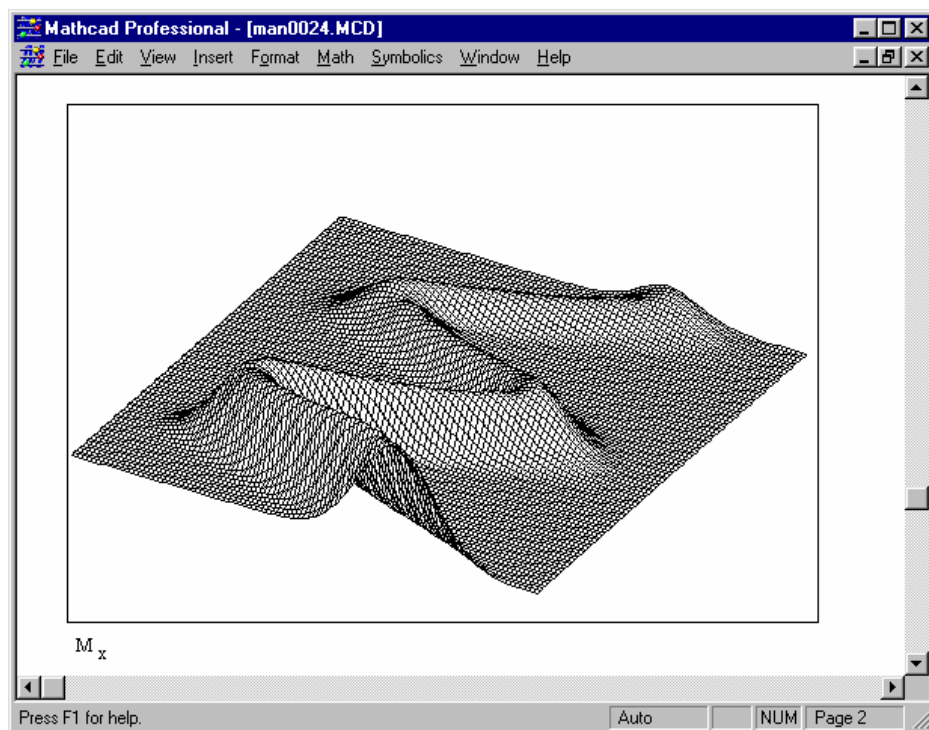 Mathcad Professional - [man0024.MCD]
File Edit View Insert Format Math Symbolics Window Help
M x
Press F1 for help. Auto NUM Page 2